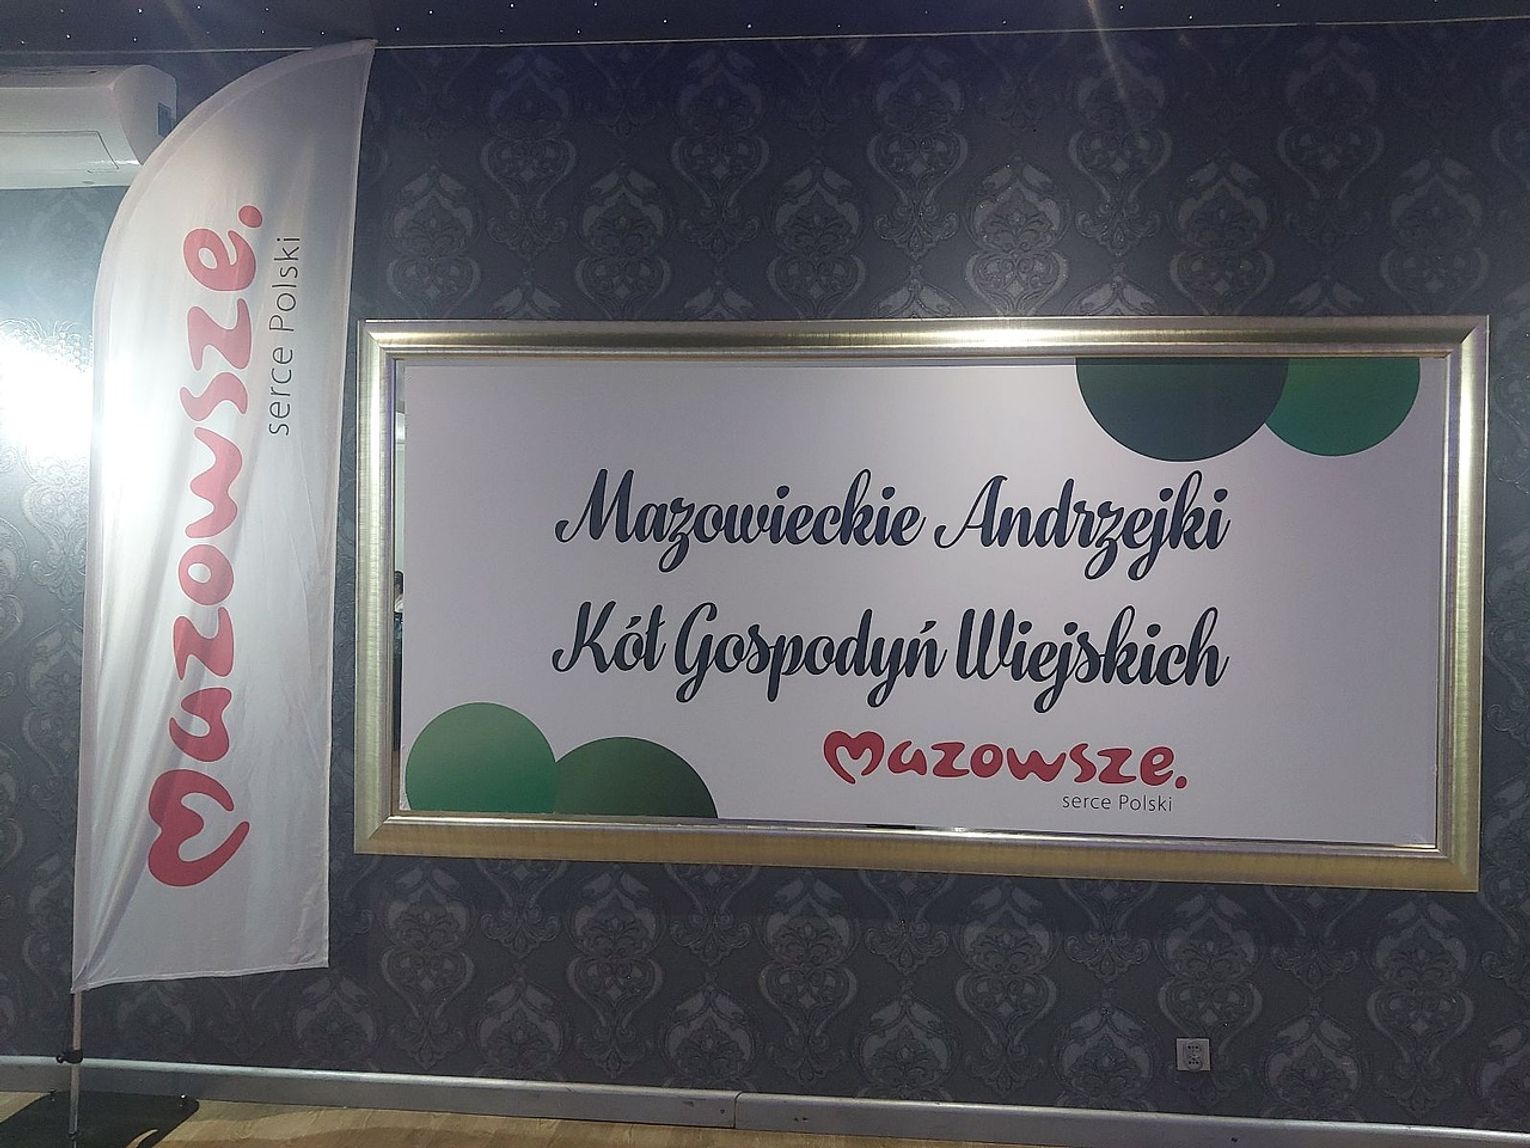 Mazowsze.
serce Polski
Mazowieckie Andrzejki
Kół Gospodyń Wiejskich
Mazowsze.
serce Polski